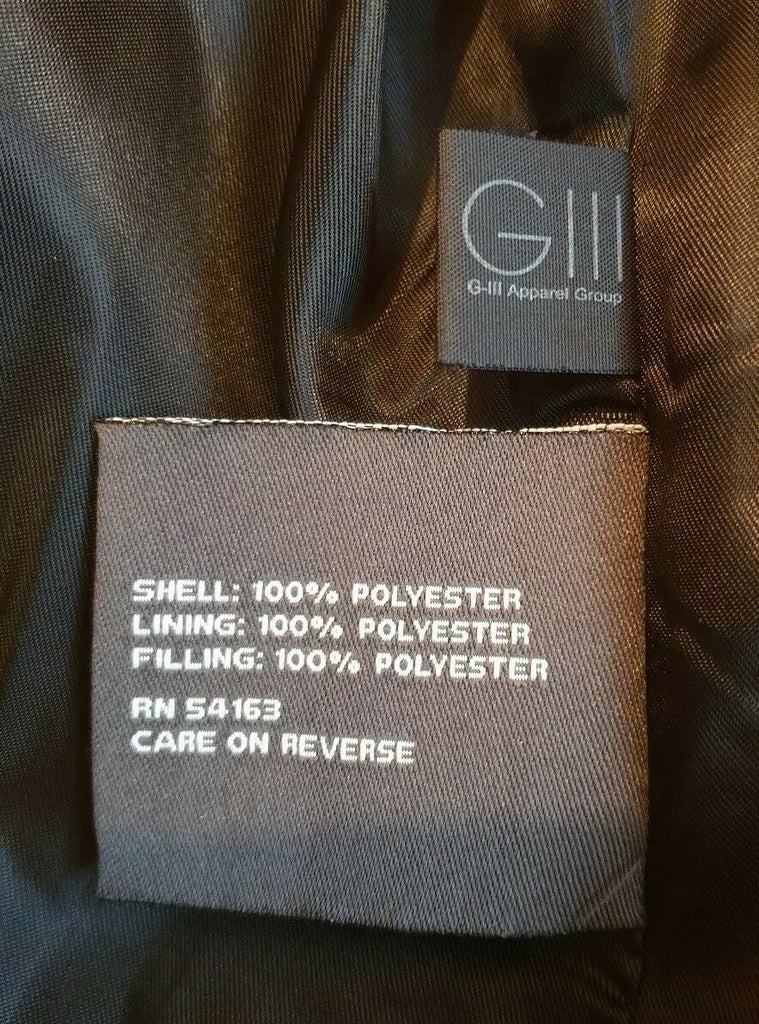 GIII
G-III Apparel Group
SHELL: 100% POLYESTER
LINING: 100% POLYESTER
FILLING: 100% POLYESTER
RN 54163
CARE ON REVERSE